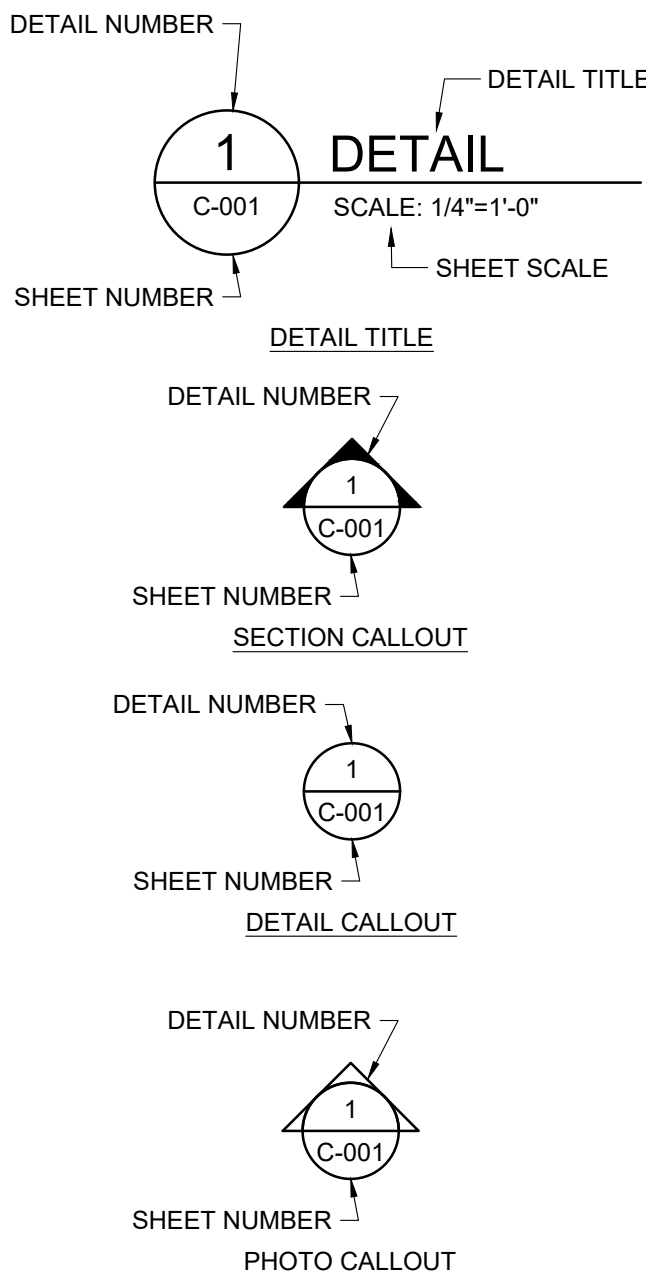 DETAIL NUMBER
DETAIL TITLE
1
DETAIL
C-001
SCALE: 1/4"=1'-0"
SHEET SCALE
SHEET NUMBER
DETAIL TITLE
DETAIL NUMBER
1
C-001
SHEET NUMBER
SECTION CALLOUT
DETAIL NUMBER
1
C-001
SHEET NUMBER
DETAIL CALLOUT
DETAIL NUMBER
1
C-001
SHEET NUMBER
PHOTO CALLOUT